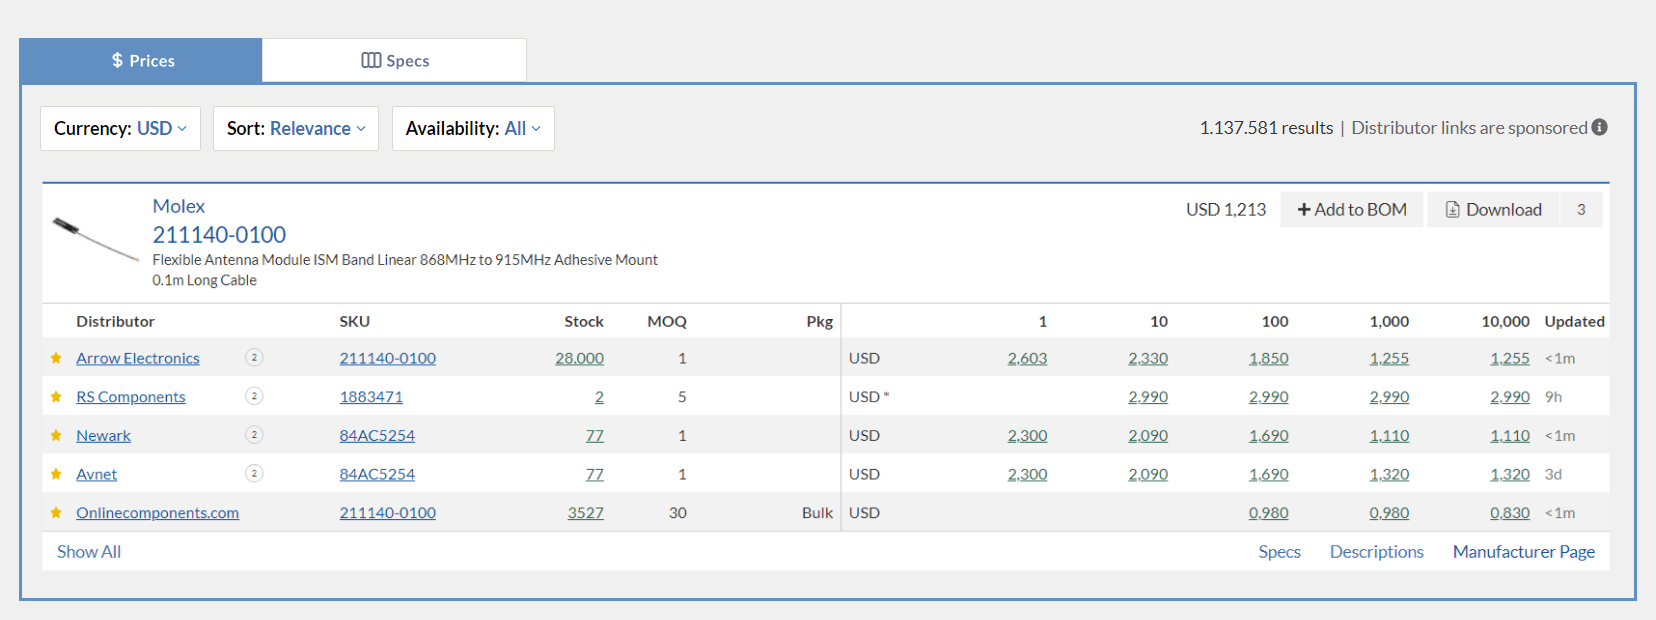 $ Prices
Specs
Currency: USD
Sort: Relevance
Availability: All
1.137.581 results | Distributor links are sponsored
Molex
211140-0100
Flexible Antenna Module ISM Band Linear 868MHz to 915MHz Adhesive Mount
0.1m Long Cable
USD 1,213
+ Add to BOM
Download 3
Distributor SKU Stock MOQ Pkg 1 10 100 1,000 10,000 Updated
Arrow Electronics 2 211140-0100 28,000 1 USD 2,603 2,330 1,850 1,255 1,255 <1m
RS Components 2 1883471 2 5 USD * 2,990 2,990 2,990 2,990 9h
Newark 2 84AC5254 77 1 USD 2,300 2,090 1,690 1,110 1,110 <1m
Avnet 2 84AC5254 77 1 USD 2,300 2,090 1,690 1,320 1,320 3d
Onlinecomponents.com 211140-0100 3527 30 Bulk USD 0,980 0,980 0,830 <1m
Show All
Specs Descriptions Manufacturer Page